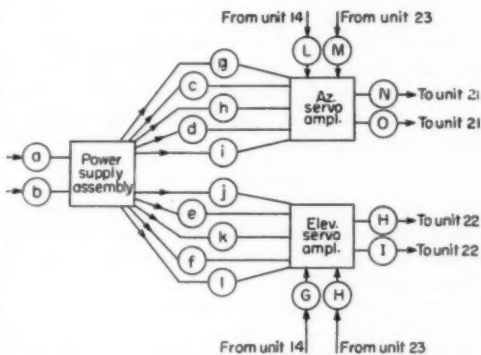 From unit 14 From unit 23
L M
g
c
h
d
i
Az.
servo
ampl.
N To unit 21
O To unit 21
a
b
Power
supply
assembly
j
e
k
f
l
Elev.
servo
ampl.
H To unit 22
I To unit 22
G H
From unit 14 From unit 23